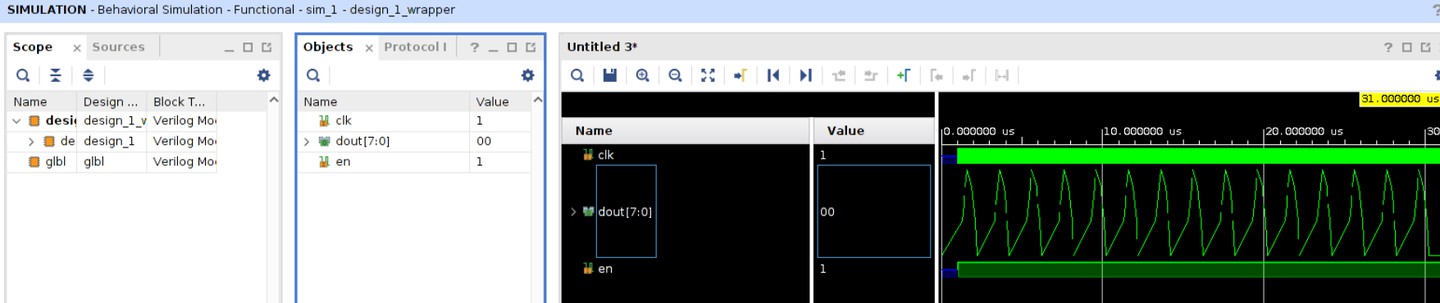 SIMULATION - Behavioral Simulation - Functional - sim_1 - design_1_wrapper
Scope Sources
Name Design ... Block T...
desi design_1_w Verilog Mo
de design_1 Verilog Mo
glbl glbl Verilog Mo
Objects Protocol I
Name Value
clk 1
dout[7:0] 00
en 1
Untitled 3*
31.000000 us
Name Value
0.000000 us 10.000000 us 20.000000 us 30
clk 1
dout[7:0] 00
en 1